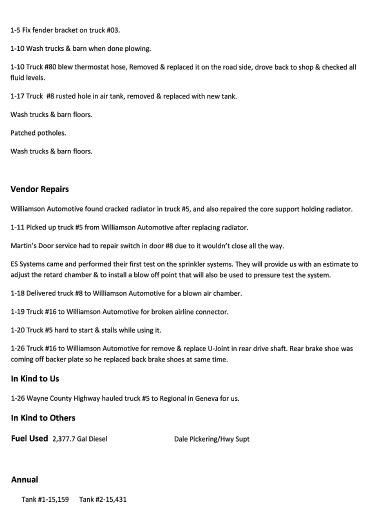 1-5 Fix fender bracket on truck #03.
1-10 Wash trucks & barn when done plowing.
1-10 Truck #80 blew thermostat hose, Removed & replaced it on the road side, drove back to shop & checked all
fluid levels.
1-17 Truck  #8 rusted hole in air tank, removed & replaced with new tank.
Wash trucks & barn floors.
Patched potholes.
Wash trucks & barn floors.
Vendor Repairs
Williamson Automotive found cracked radiator in truck #5, and also repaired the core support holding radiator.
1-11 Picked up truck #5 from Williamson Automotive after replacing radiator.
Martin's Door service had to repair switch in door #8 due to it wouldn't close all the way.
ES Systems came and performed their first test on the sprinkler systems. They will provide us with an estimate to
adjust the retard chamber & to install a blow off point that will also be used to pressure test the system.
1-18 Delivered truck #8 to Williamson Automotive for a blown air chamber.
1-19 Truck #16 to Williamson Automotive for broken airline connector.
1-20 Truck #5 hard to start & stalls while using it.
1-26 Truck #16 to Williamson Automotive for remove & replace U-Joint in rear drive shaft. Rear brake shoe was
coming off backer plate so he replaced back brake shoes at same time.
In Kind to Us
1-26 Wayne County Highway hauled truck #5 to Regional in Geneva for us.
In Kind to Others
Fuel Used 2,377.7 Gal Diesel Dale Pickering/Hwy Supt
Annual
Tank #1-15,159 Tank #2-15,431